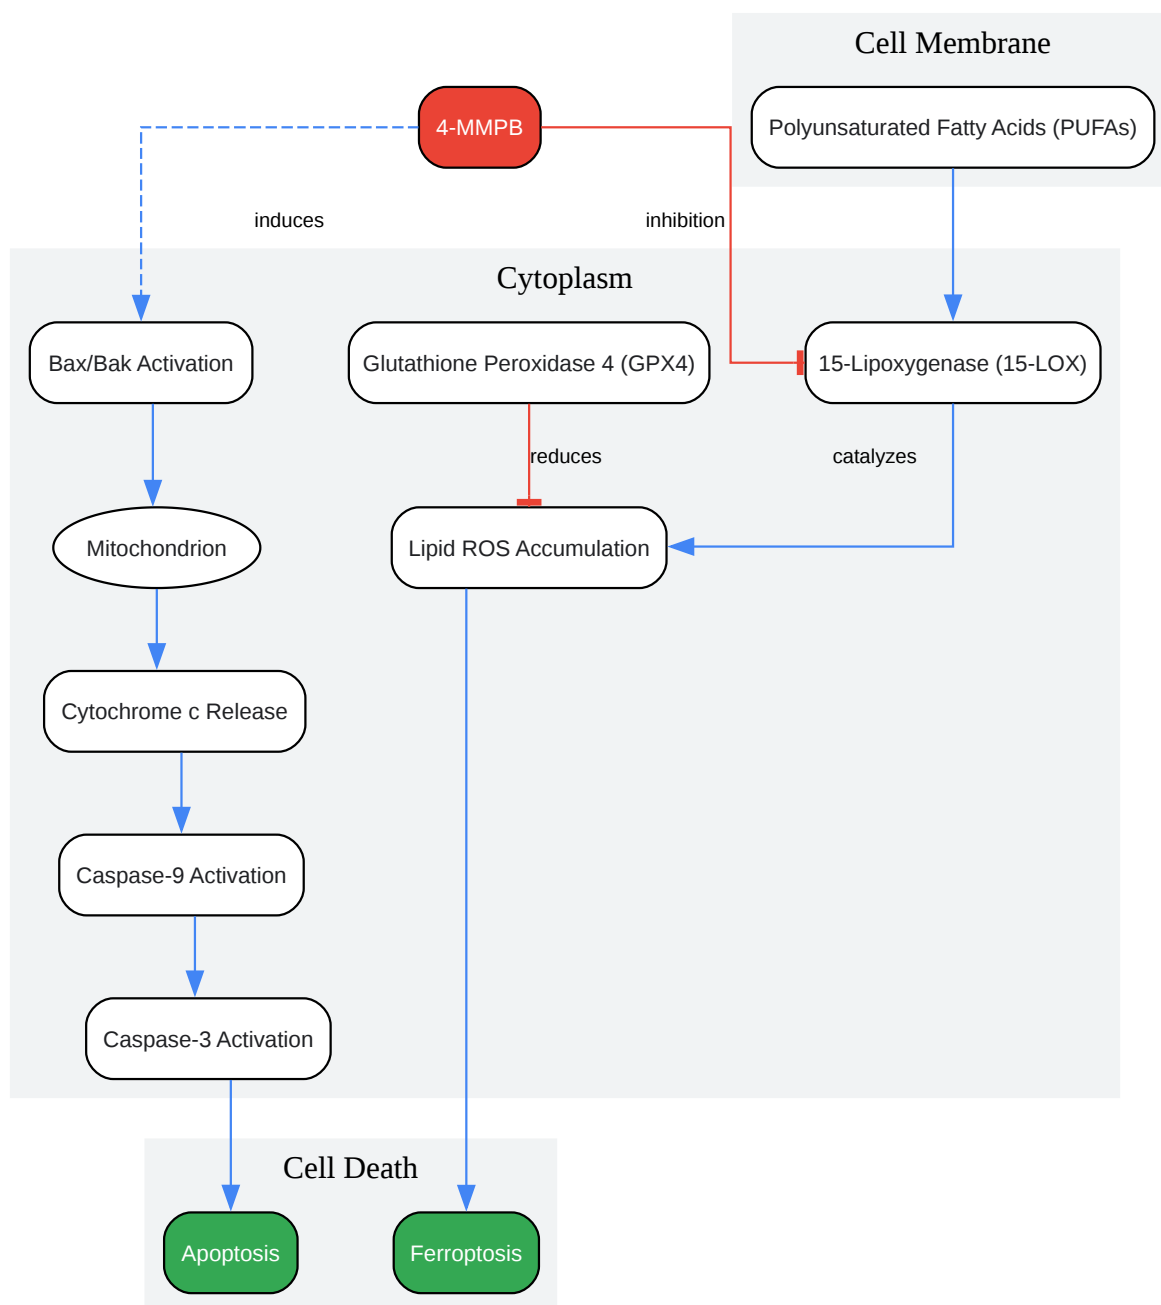 Cell Membrane
4-MMPB
Polyunsaturated Fatty Acids (PUFAs)
induces
inhibition
Cytoplasm
Bax/Bak Activation
Glutathione Peroxidase 4 (GPX4)
15-Lipoxygenase (15-LOX)
reduces
catalyzes
Mitochondrion
Lipid ROS Accumulation
Cytochrome c Release
Caspase-9 Activation
Caspase-3 Activation
Cell Death
Apoptosis
Ferroptosis